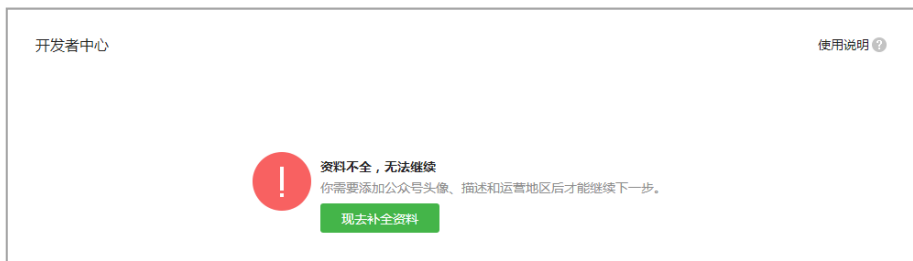 开发者中心
使用说明 ?
资料不全，无法继续
你需要添加公众号头像、描述和运营地区后才能继续下一步。
现去补全资料